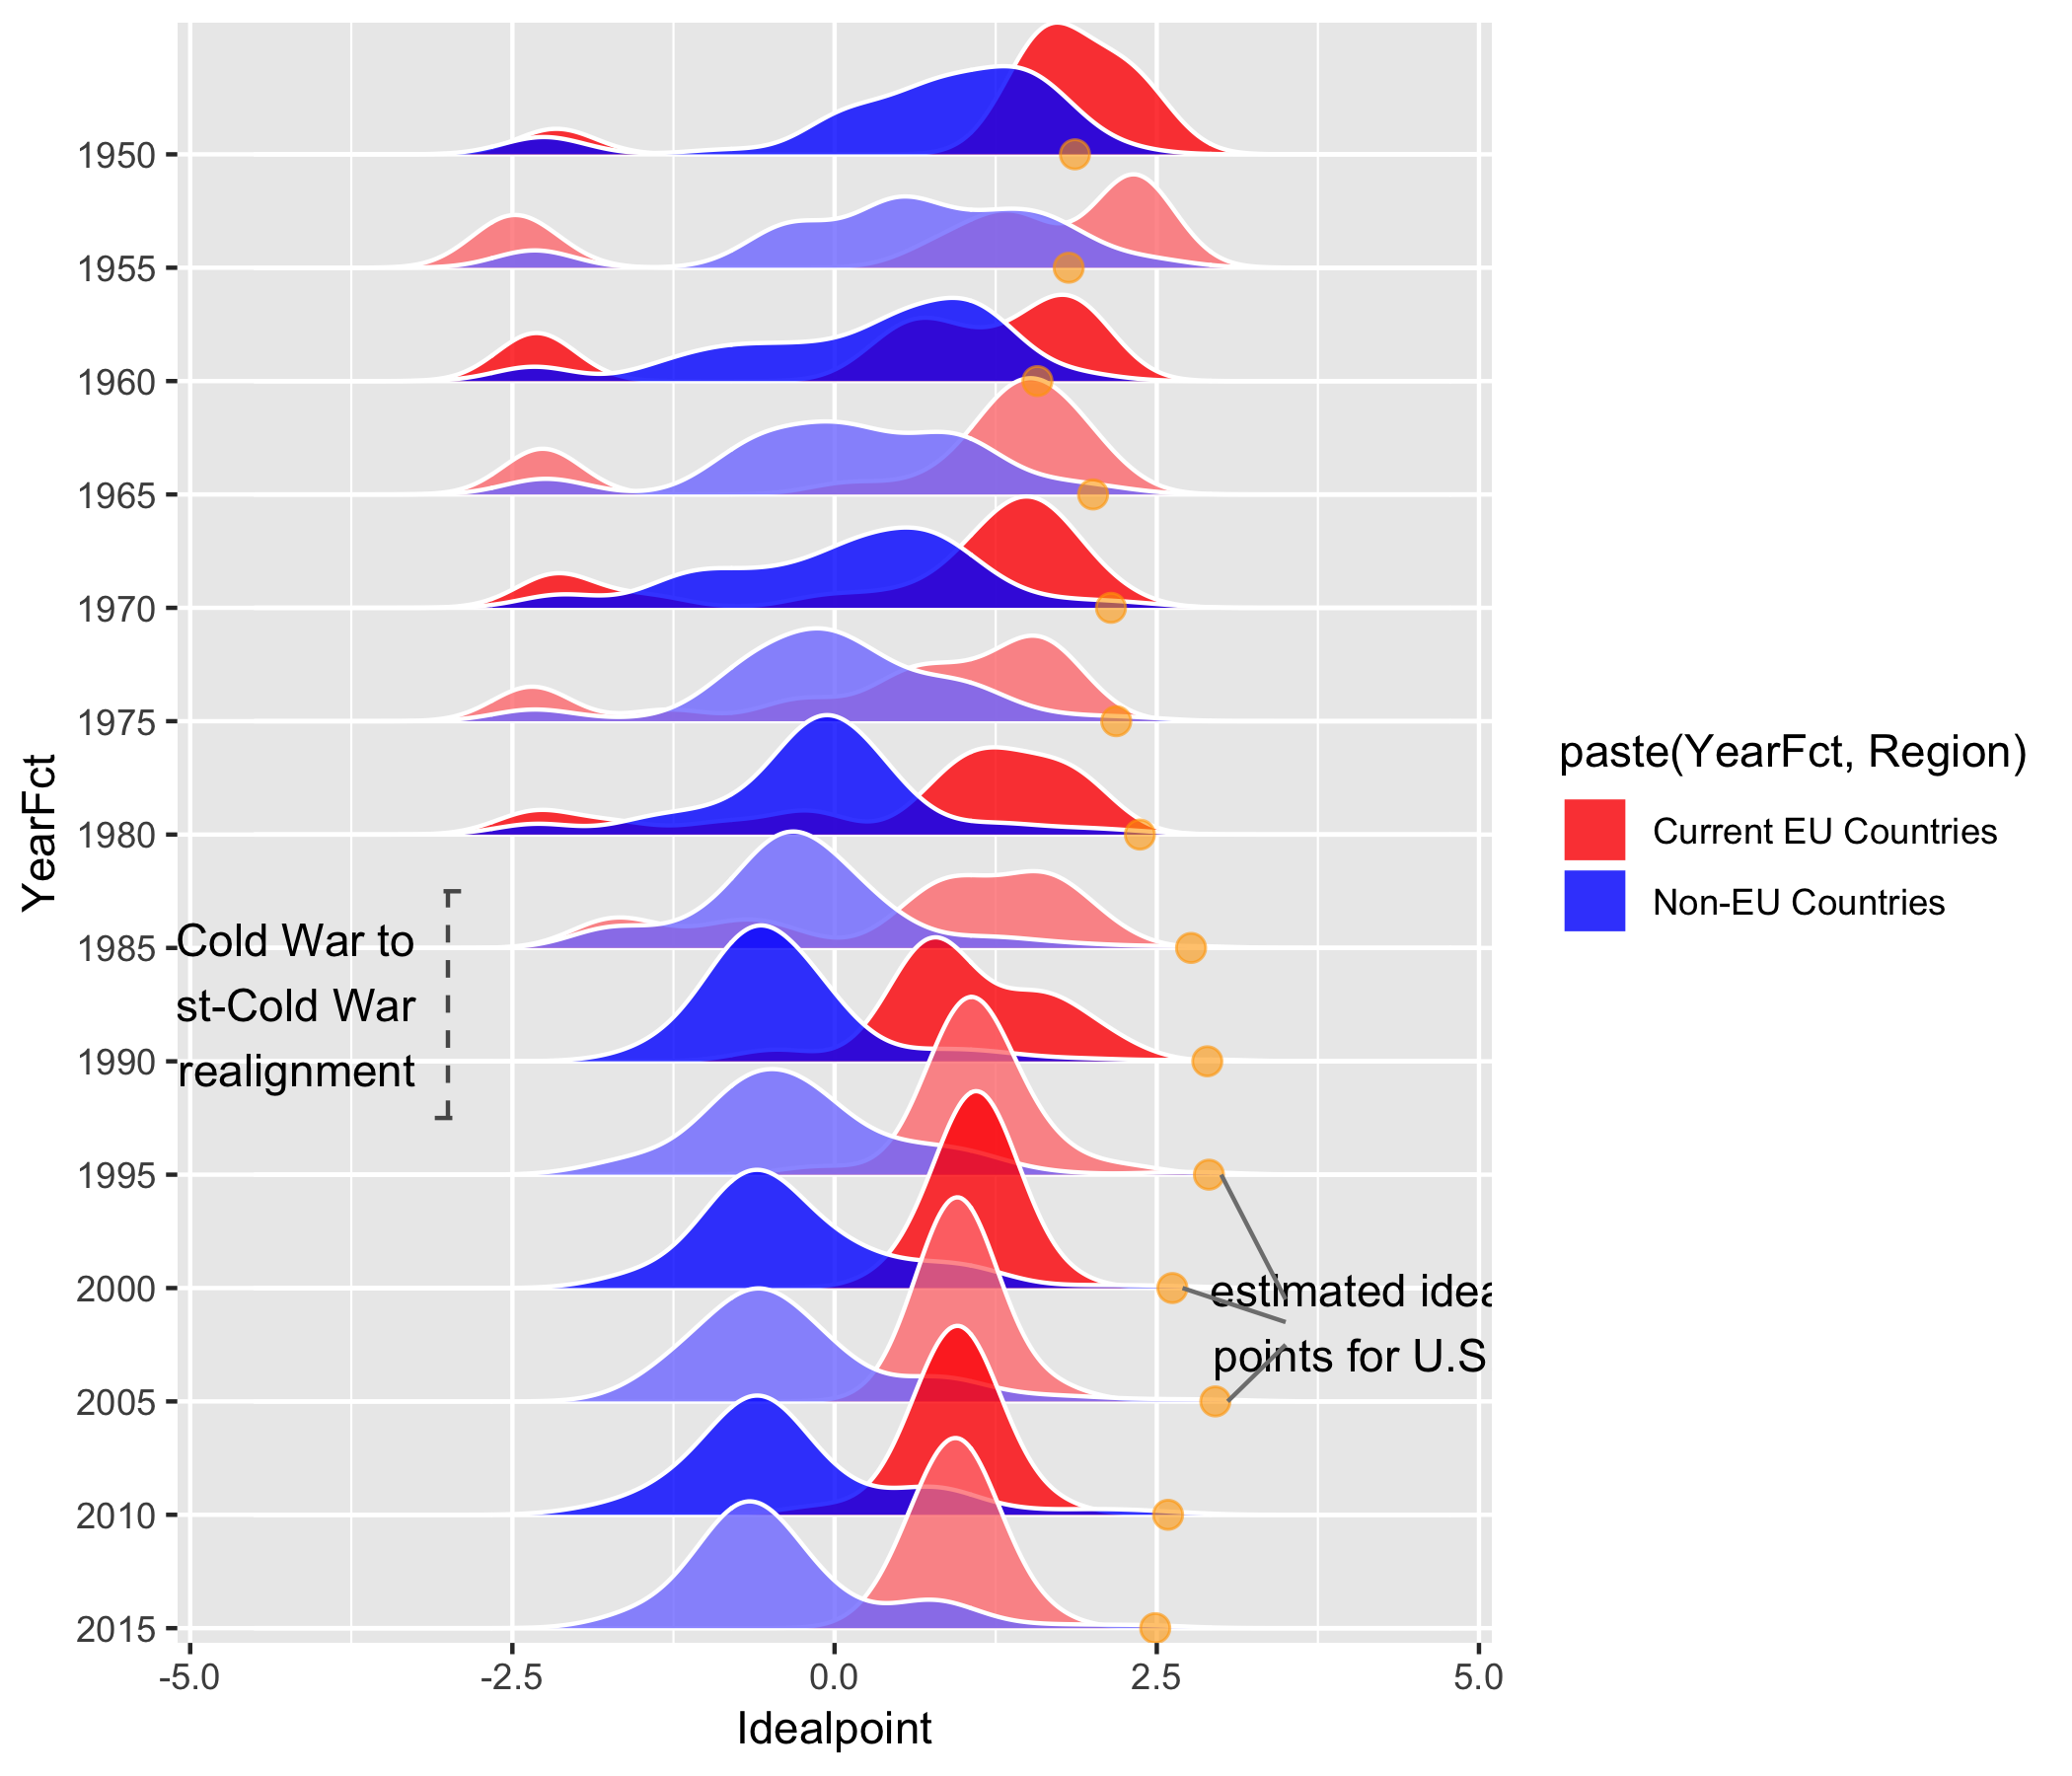 YearFct
1950
1955
1960
1965
1970
1975
1980
1985
1990
1995
2000
2005
2010
2015
Cold War to
st-Cold War
realignment
estimated idea
points for U.S
-5.0
-2.5
0.0
2.5
5.0
Idealpoint
paste(YearFct, Region)
Current EU Countries
Non-EU Countries